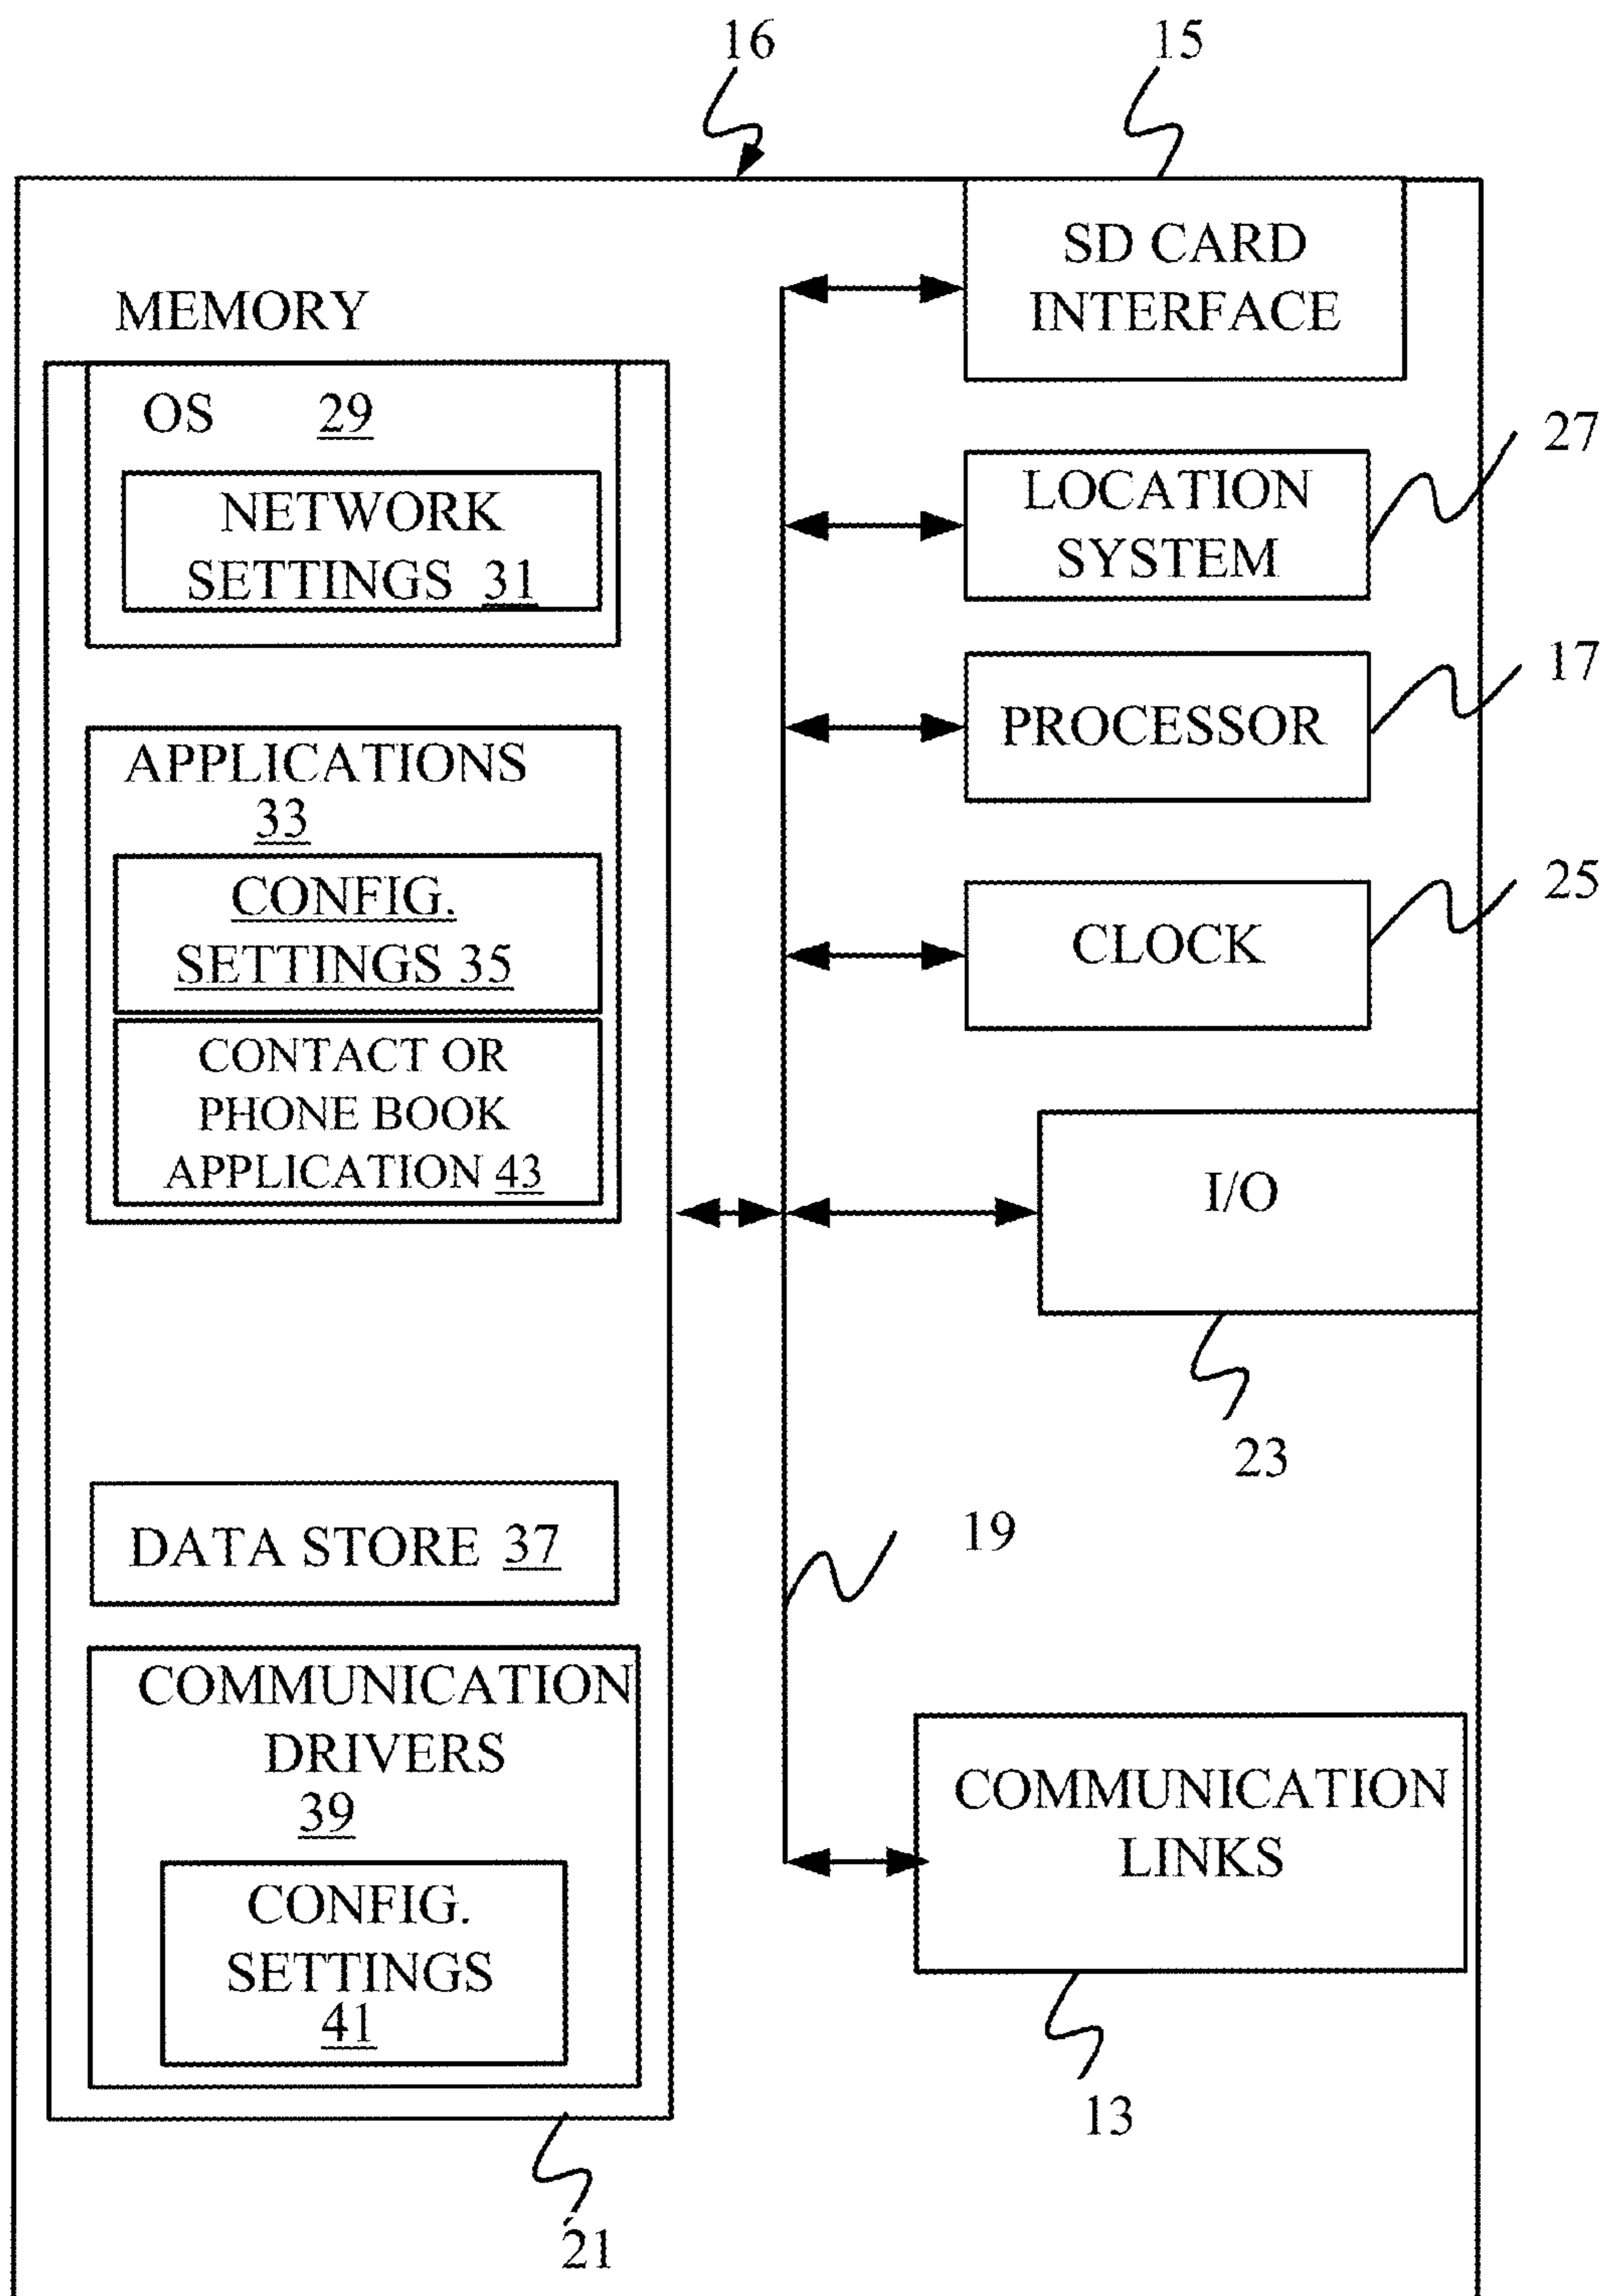 16
15
SD CARD
INTERFACE
MEMORY
OS 29
NETWORK
SETTINGS 31
27
LOCATION
SYSTEM
17
PROCESSOR
APPLICATIONS
33
CONFIG.
SETTINGS 35
25
CLOCK
CONTACT OR
PHONE BOOK
APPLICATION 43
I/O
23
19
DATA STORE 37
COMMUNICATION
DRIVERS
39
CONFIG.
SETTINGS
41
COMMUNICATION
LINKS
13
21